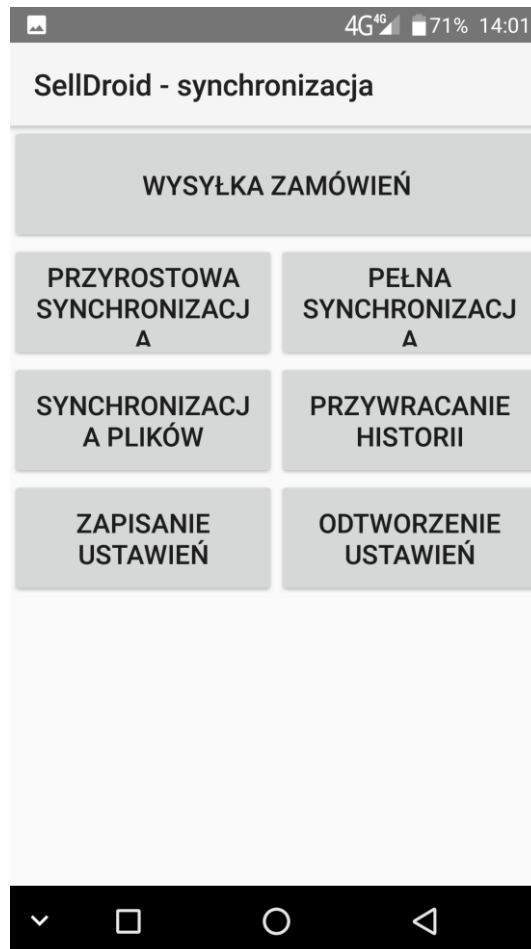 4G 4G 71% 14:01
SellDroid - synchronizacja
WYSYŁKA ZAMÓWIEŃ
PRZYROSTOWA
SYNCHRONIZACJ
A
PEŁNA
SYNCHRONIZACJ
A
SYNCHRONIZACJ
A PLIKÓW
PRZYWRACANIE
HISTORII
ZAPISANIE
USTAWIEŃ
ODTWORZENIE
USTAWIEŃ